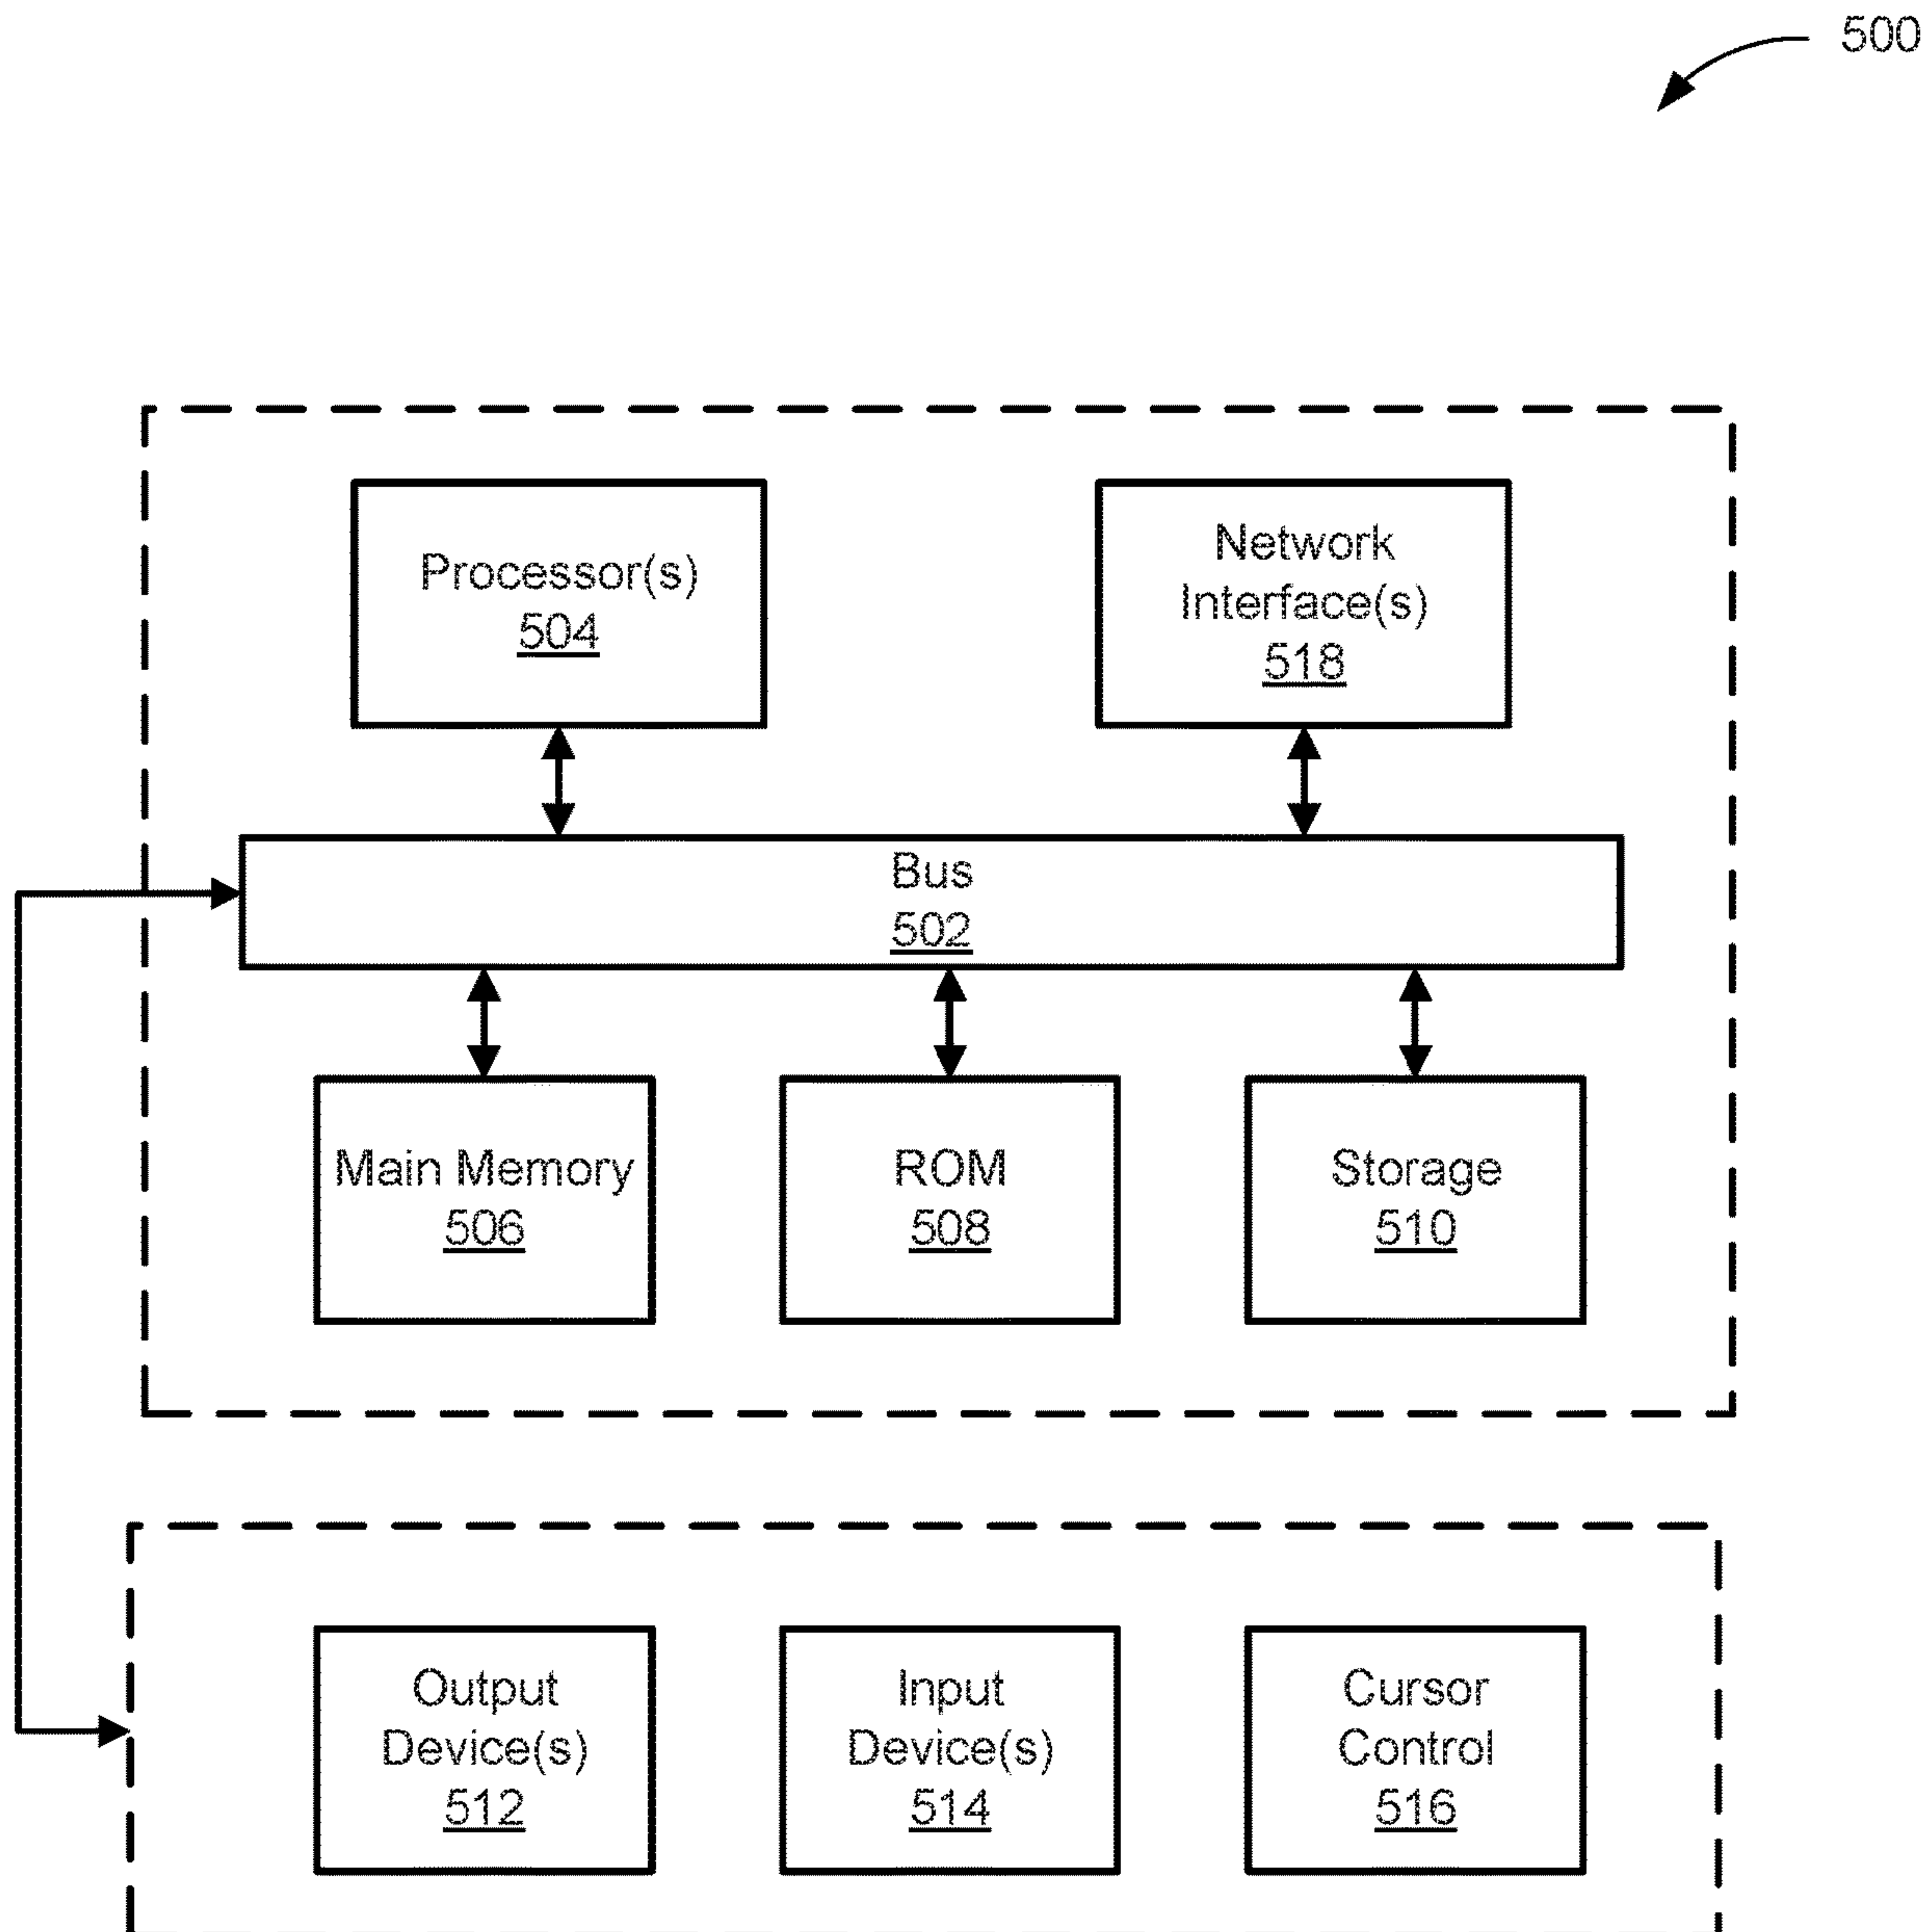 500
Processor(s)
504
Network
Interface(s)
518
Bus
502
Main Memory
506
ROM
508
Storage
510
Output
Device(s)
512
Input
Device(s)
514
Cursor
Control
516